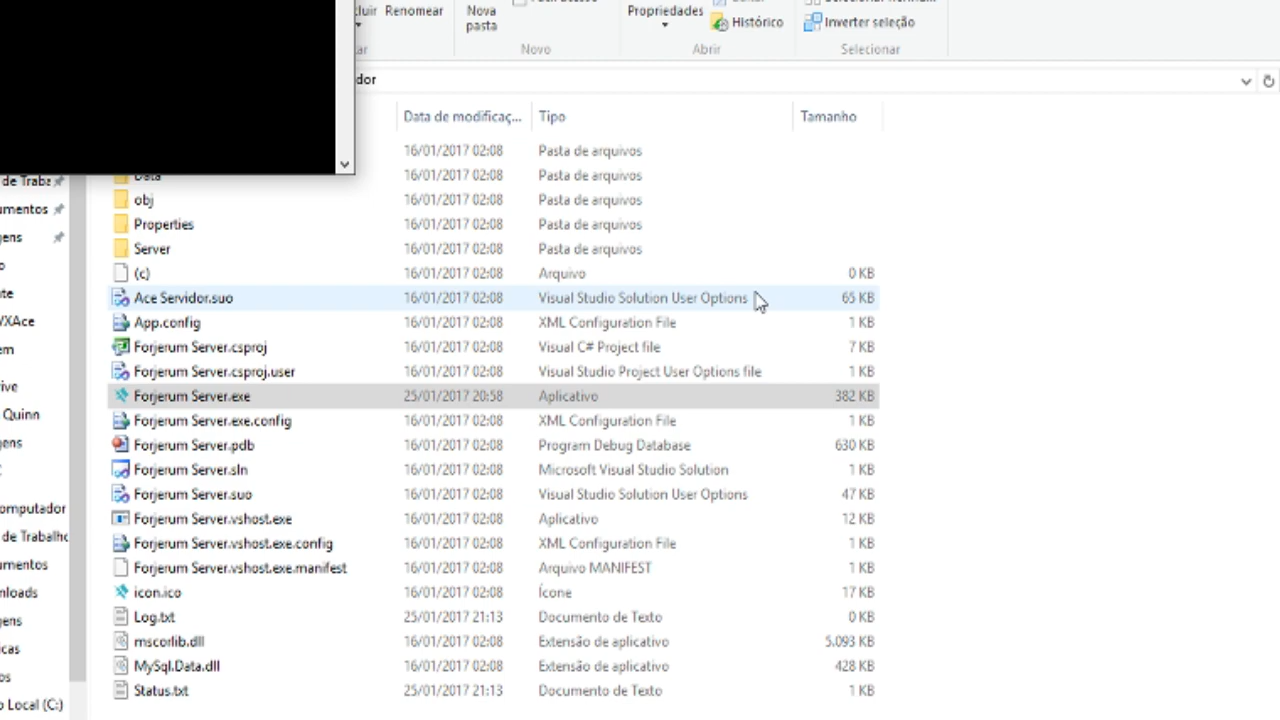 Renomear
Nova
pasta
Propriedades
Histórico
Inverter seleção
Novo
Abrir
Selecionar
dor
Data de modificaç...
Tipo
Tamanho
16/01/2017 02:08 Pasta de arquivos
Data 16/01/2017 02:08 Pasta de arquivos
obj 16/01/2017 02:08 Pasta de arquivos
Properties 16/01/2017 02:08 Pasta de arquivos
Server 16/01/2017 02:08 Pasta de arquivos
(c) 16/01/2017 02:08 Arquivo 0 KB
Ace Servidor.suo 16/01/2017 02:08 Visual Studio Solution User Options 65 KB
App.config 16/01/2017 02:08 XML Configuration File 1 KB
Forjerum Server.csproj 16/01/2017 02:08 Visual C# Project file 7 KB
Forjerum Server.csproj.user 16/01/2017 02:08 Visual Studio Project User Options file 1 KB
Forjerum Server.exe 25/01/2017 20:58 Aplicativo 382 KB
Forjerum Server.exe.config 16/01/2017 02:08 XML Configuration File 1 KB
Forjerum Server.pdb 16/01/2017 02:08 Program Debug Database 630 KB
Forjerum Server.sln 16/01/2017 02:08 Microsoft Visual Studio Solution 1 KB
Forjerum Server.suo 16/01/2017 02:08 Visual Studio Solution User Options 47 KB
Forjerum Server.vshost.exe 16/01/2017 02:08 Aplicativo 12 KB
Forjerum Server.vshost.exe.config 16/01/2017 02:08 XML Configuration File 1 KB
Forjerum Server.vshost.exe.manifest 16/01/2017 02:08 Arquivo MANIFEST 1 KB
icon.ico 16/01/2017 02:08 Ícone 17 KB
Log.txt 25/01/2017 21:13 Documento de Texto 0 KB
mscorlib.dll 16/01/2017 02:08 Extensão de aplicativo 5.093 KB
MySql.Data.dll 16/01/2017 02:08 Extensão de aplicativo 428 KB
Status.txt 25/01/2017 21:13 Documento de Texto 1 KB
de Traba
umentos
gens
o
te
/XAce
em
ive
Quinn
gens
omputador
de Trabalho
umentos
nloads
gens
icas
os
o Local (C:)